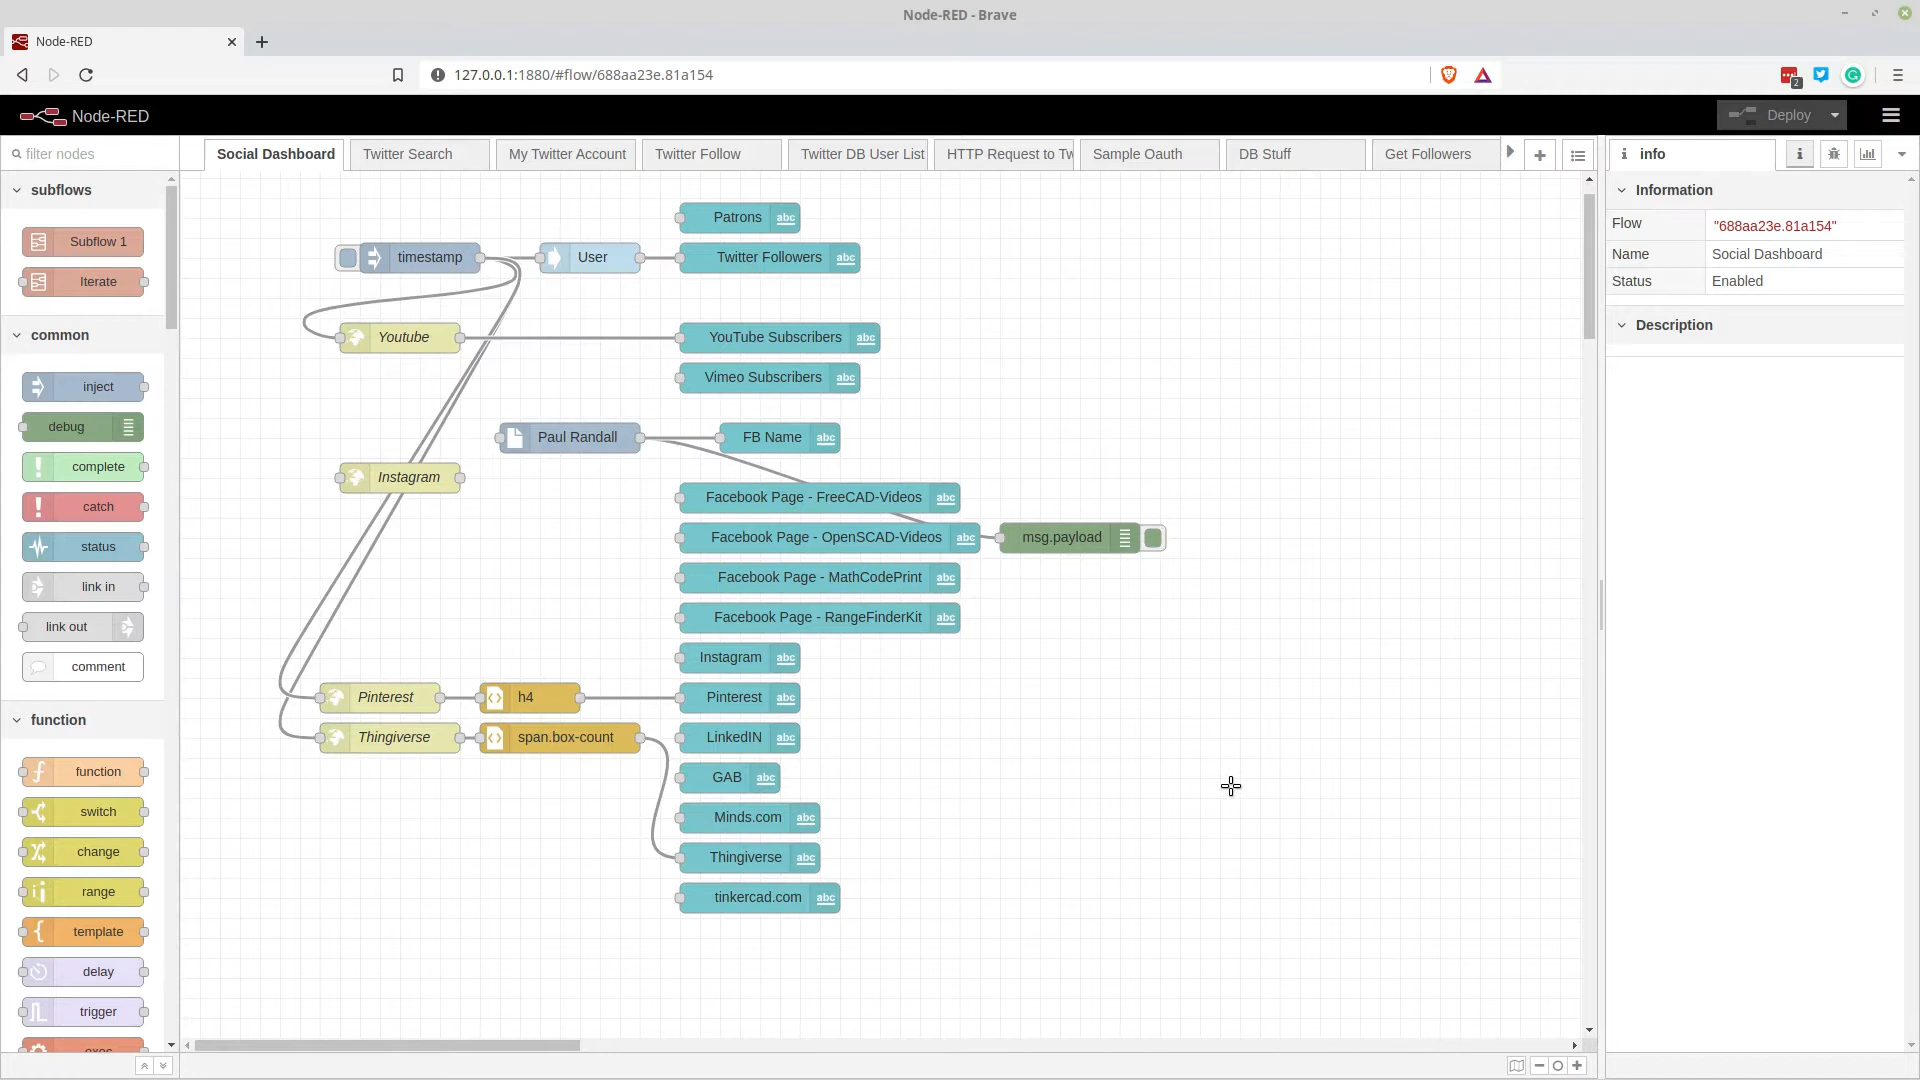 Node-RED - Brave
Node-RED
127.0.0.1:1880/#flow/688aa23e.81a154
2
Node-RED
Deploy
filter nodes
Social Dashboard
Twitter Search
My Twitter Account
Twitter Follow
Twitter DB User List
HTTP Request to Tw
Sample Oauth
DB Stuff
Get Followers
info
subflows
Subflow 1
Iterate
common
inject
debug
complete
catch
status
link in
link out
comment
function
function
switch
change
range
template
delay
trigger
exec
Patrons abc
timestamp
User
Twitter Followers abc
Youtube
YouTube Subscribers abc
Vimeo Subscribers abc
Paul Randall
FB Name abc
Instagram
Facebook Page - FreeCAD-Videos abc
Facebook Page - OpenSCAD-Videos abc
msg.payload
Facebook Page - MathCodePrint abc
Facebook Page - RangeFinderKit abc
Instagram abc
Pinterest
h4
Pinterest abc
Thingiverse
span.box-count
LinkedIN abc
GAB abc
Minds.com abc
Thingiverse abc
tinkercad.com abc
Information
Flow "688aa23e.81a154"
Name Social Dashboard
Status Enabled
Description